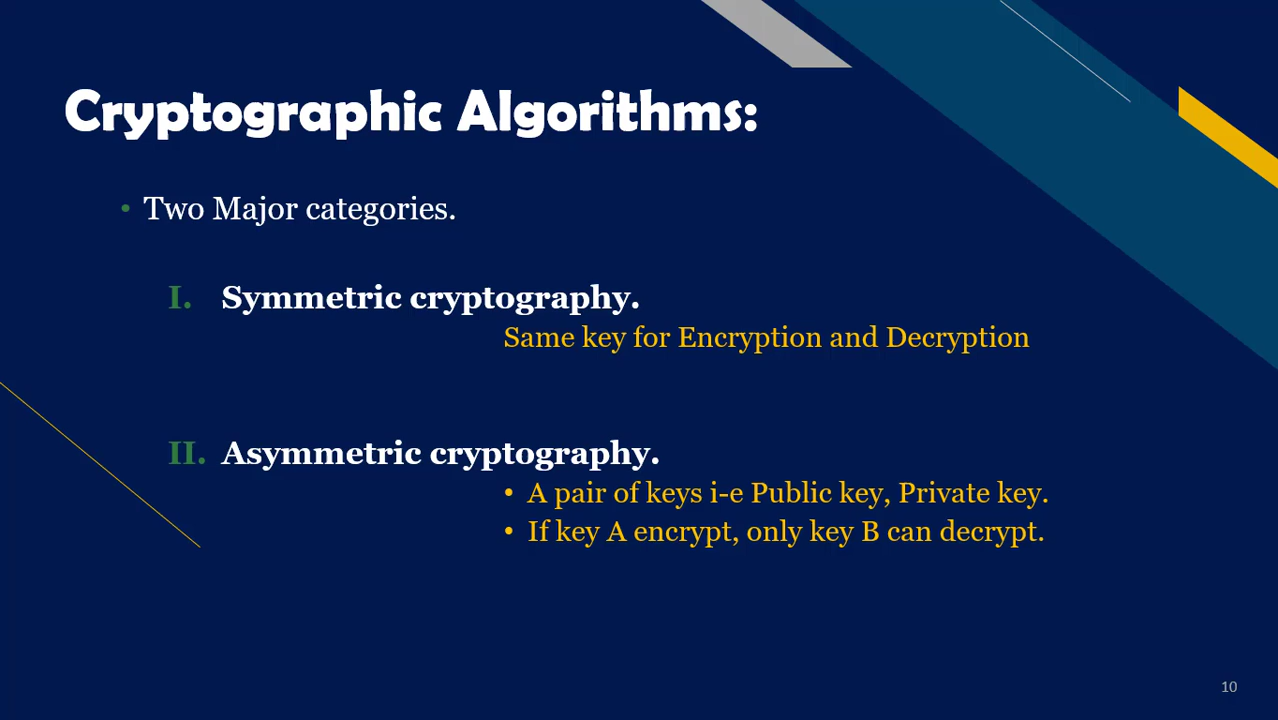 Cryptographic Algorithms:
• Two Major categories.
I. Symmetric cryptography.
Same key for Encryption and Decryption
II. Asymmetric cryptography.
• A pair of keys i-e Public key, Private key.
• If key A encrypt, only key B can decrypt.
10